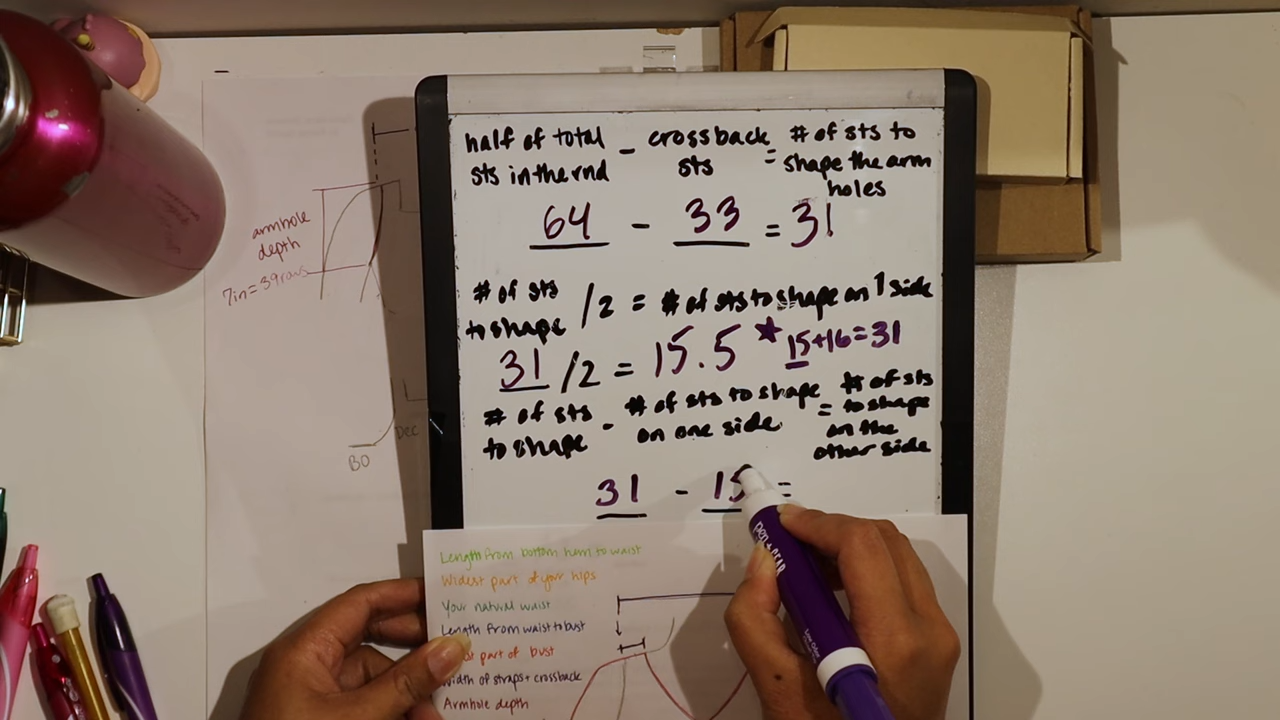 half of total
sts in the rnd
-
cross back
sts
=
# of sts to
shape the arm
holes
64 - 33 = 31
# of sts
to shape
/2 = # of sts to shape on 1 side
31 /2 = 15.5 * 15+16=31
# of sts
to shape
-
# of sts to shape
on one side
=
# of sts
to shape
on the
other side
31 - 15 =
armhole
depth
7in=39rows
Dec
BO
pen+gear
Length from bottom hem to waist
Widest part of your hips
Your natural waist
Length from waist to bust
part of bust
Width of straps + crossback
Armhole depth